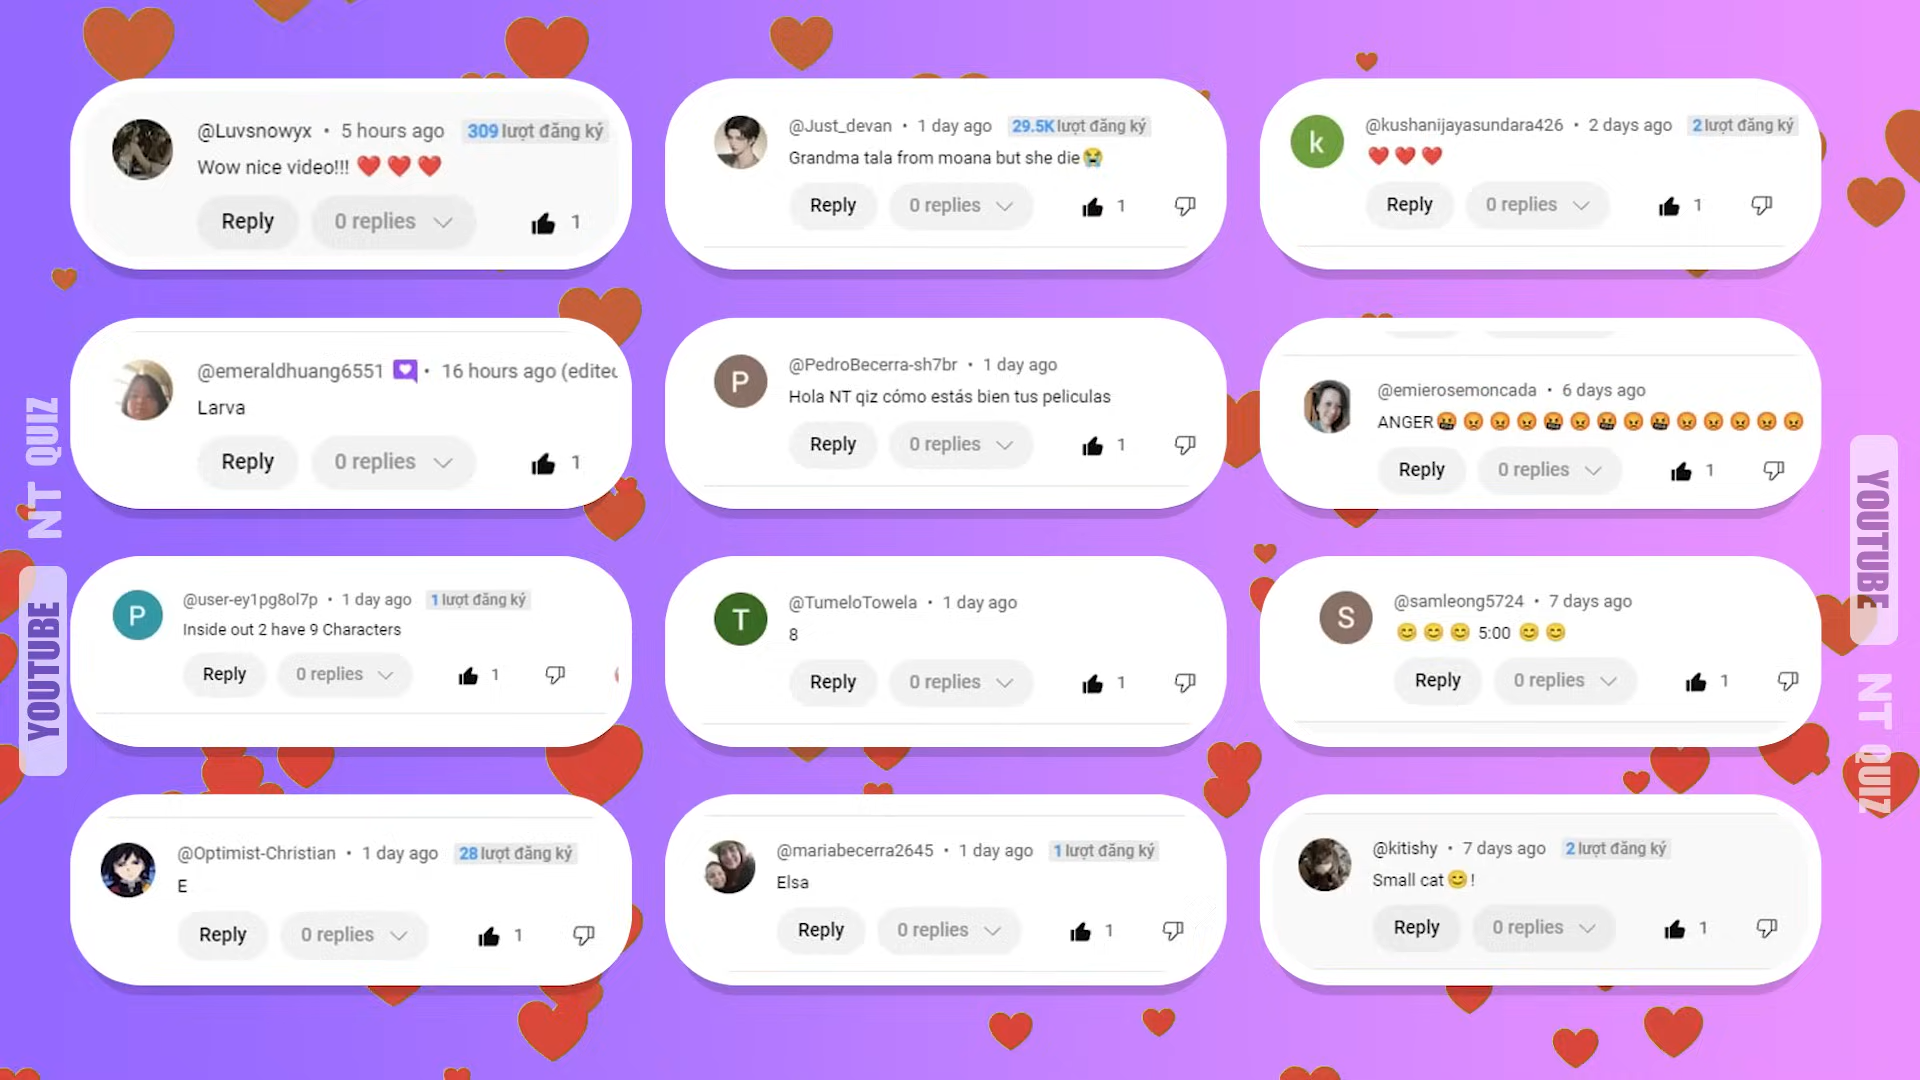 @Luvsnowyx • 5 hours ago 309 lượt đăng ký
Wow nice video!!! ❤️ ❤️ ❤️
Reply 0 replies 1
@Just_devan • 1 day ago 29.5K lượt đăng ký
Grandma tala from moana but she die😭
Reply 0 replies 1
@kushanijayasundara426 • 2 days ago 2 lượt đăng ký
❤️ ❤️ ❤️
k
Reply 0 replies 1
@emeraldhuang6551 • 16 hours ago (edited
Larva
Reply 0 replies 1
@PedroBecerra-sh7br • 1 day ago
P
Hola NT qiz cómo estás bien tus peliculas
Reply 0 replies 1
@emierosemoncada • 6 days ago
ANGER🤬 😡 😡 😡 🤬 😡 🤬 😡 🤬 😡 😡 😡 😡 😡
Reply 0 replies 1
@user-ey1pg8ol7p • 1 day ago 1 lượt đăng ký
P
Inside out 2 have 9 Characters
Reply 0 replies 1
@TumeloTowela • 1 day ago
T
8
Reply 0 replies 1
@samleong5724 • 7 days ago
S
😊 😊 😊 5:00 😊 😊
Reply 0 replies 1
@Optimist-Christian • 1 day ago 28 lượt đăng ký
E
Reply 0 replies 1
@mariabecerra2645 • 1 day ago 1 lượt đăng ký
Elsa
Reply 0 replies 1
@kitishy • 7 days ago 2 lượt đăng ký
Small cat😊!
Reply 0 replies 1
YOUTUBE NT QUIZ
YOUTUBE NT QUIZ